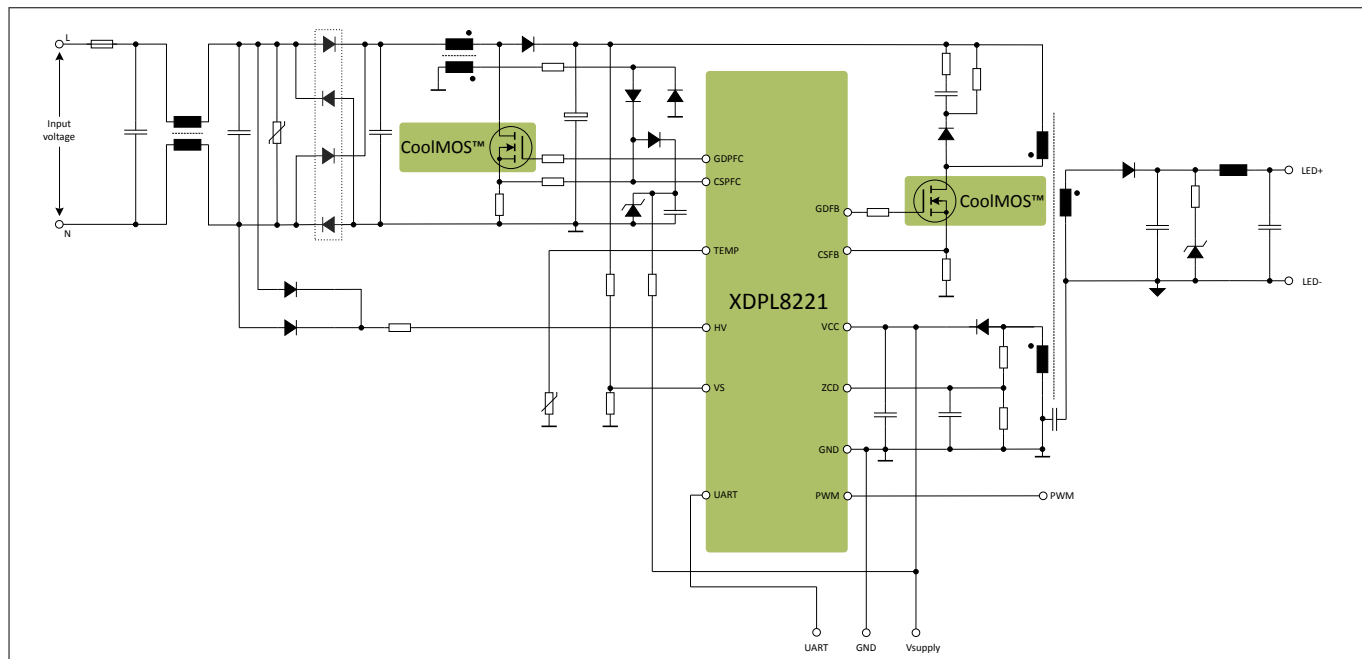 L
Input
voltage
N
CoolMOS™
GDPFC
CSPFC
TEMP
HV
VS
UART
XDPL8221
GDFB
CSFB
VCC
ZCD
GND
PWM
CoolMOS™
LED+
LED-
PWM
UART
GND
Vsupply